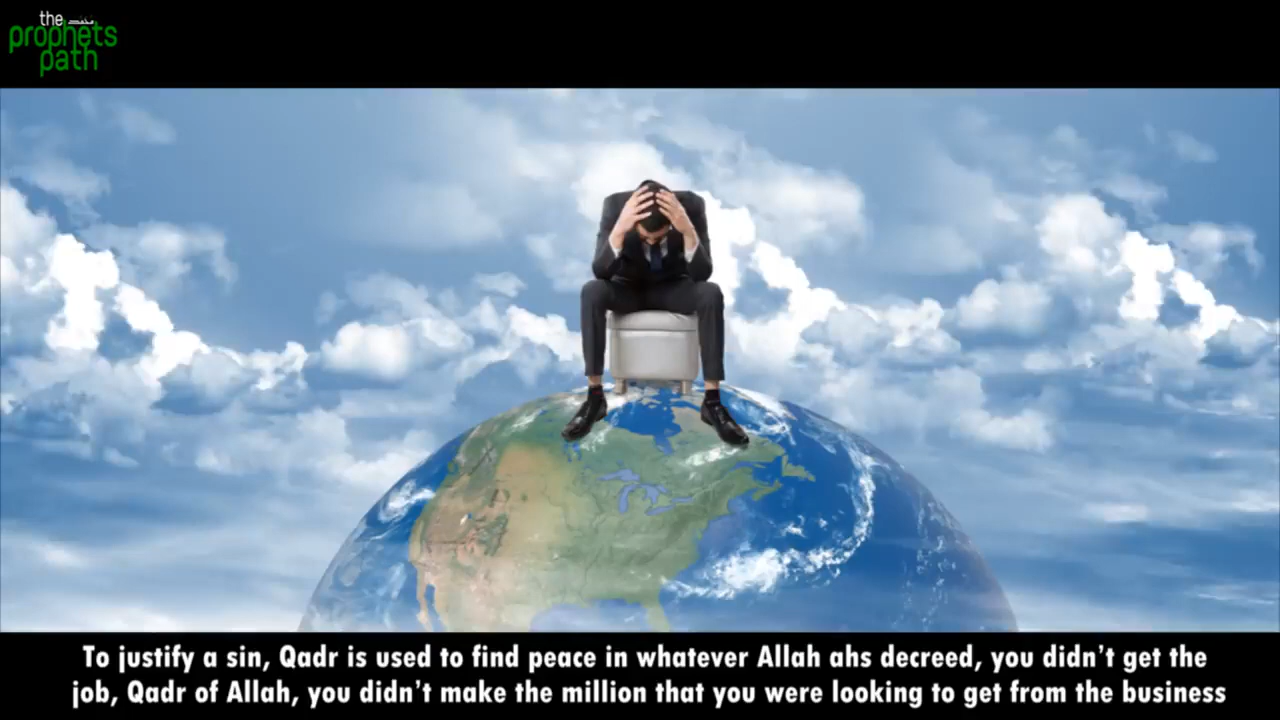 the
prophets
path
To justify a sin, Qadr is used to find peace in whatever Allah ahs decreed, you didn't get the
job, Qadr of Allah, you didn't make the million that you were looking to get from the business